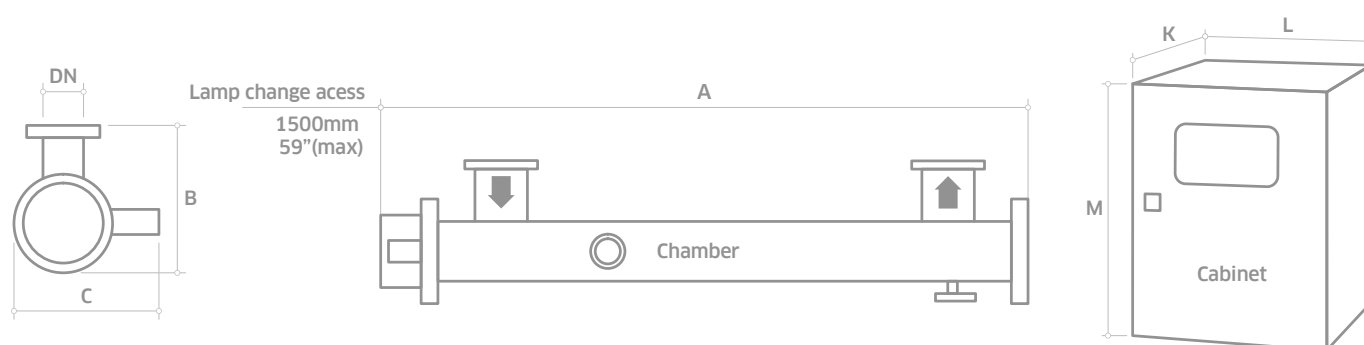 DN
B
C
Lamp change acess
1500mm
59”(max)
A
Chamber
K
L
M
Cabinet